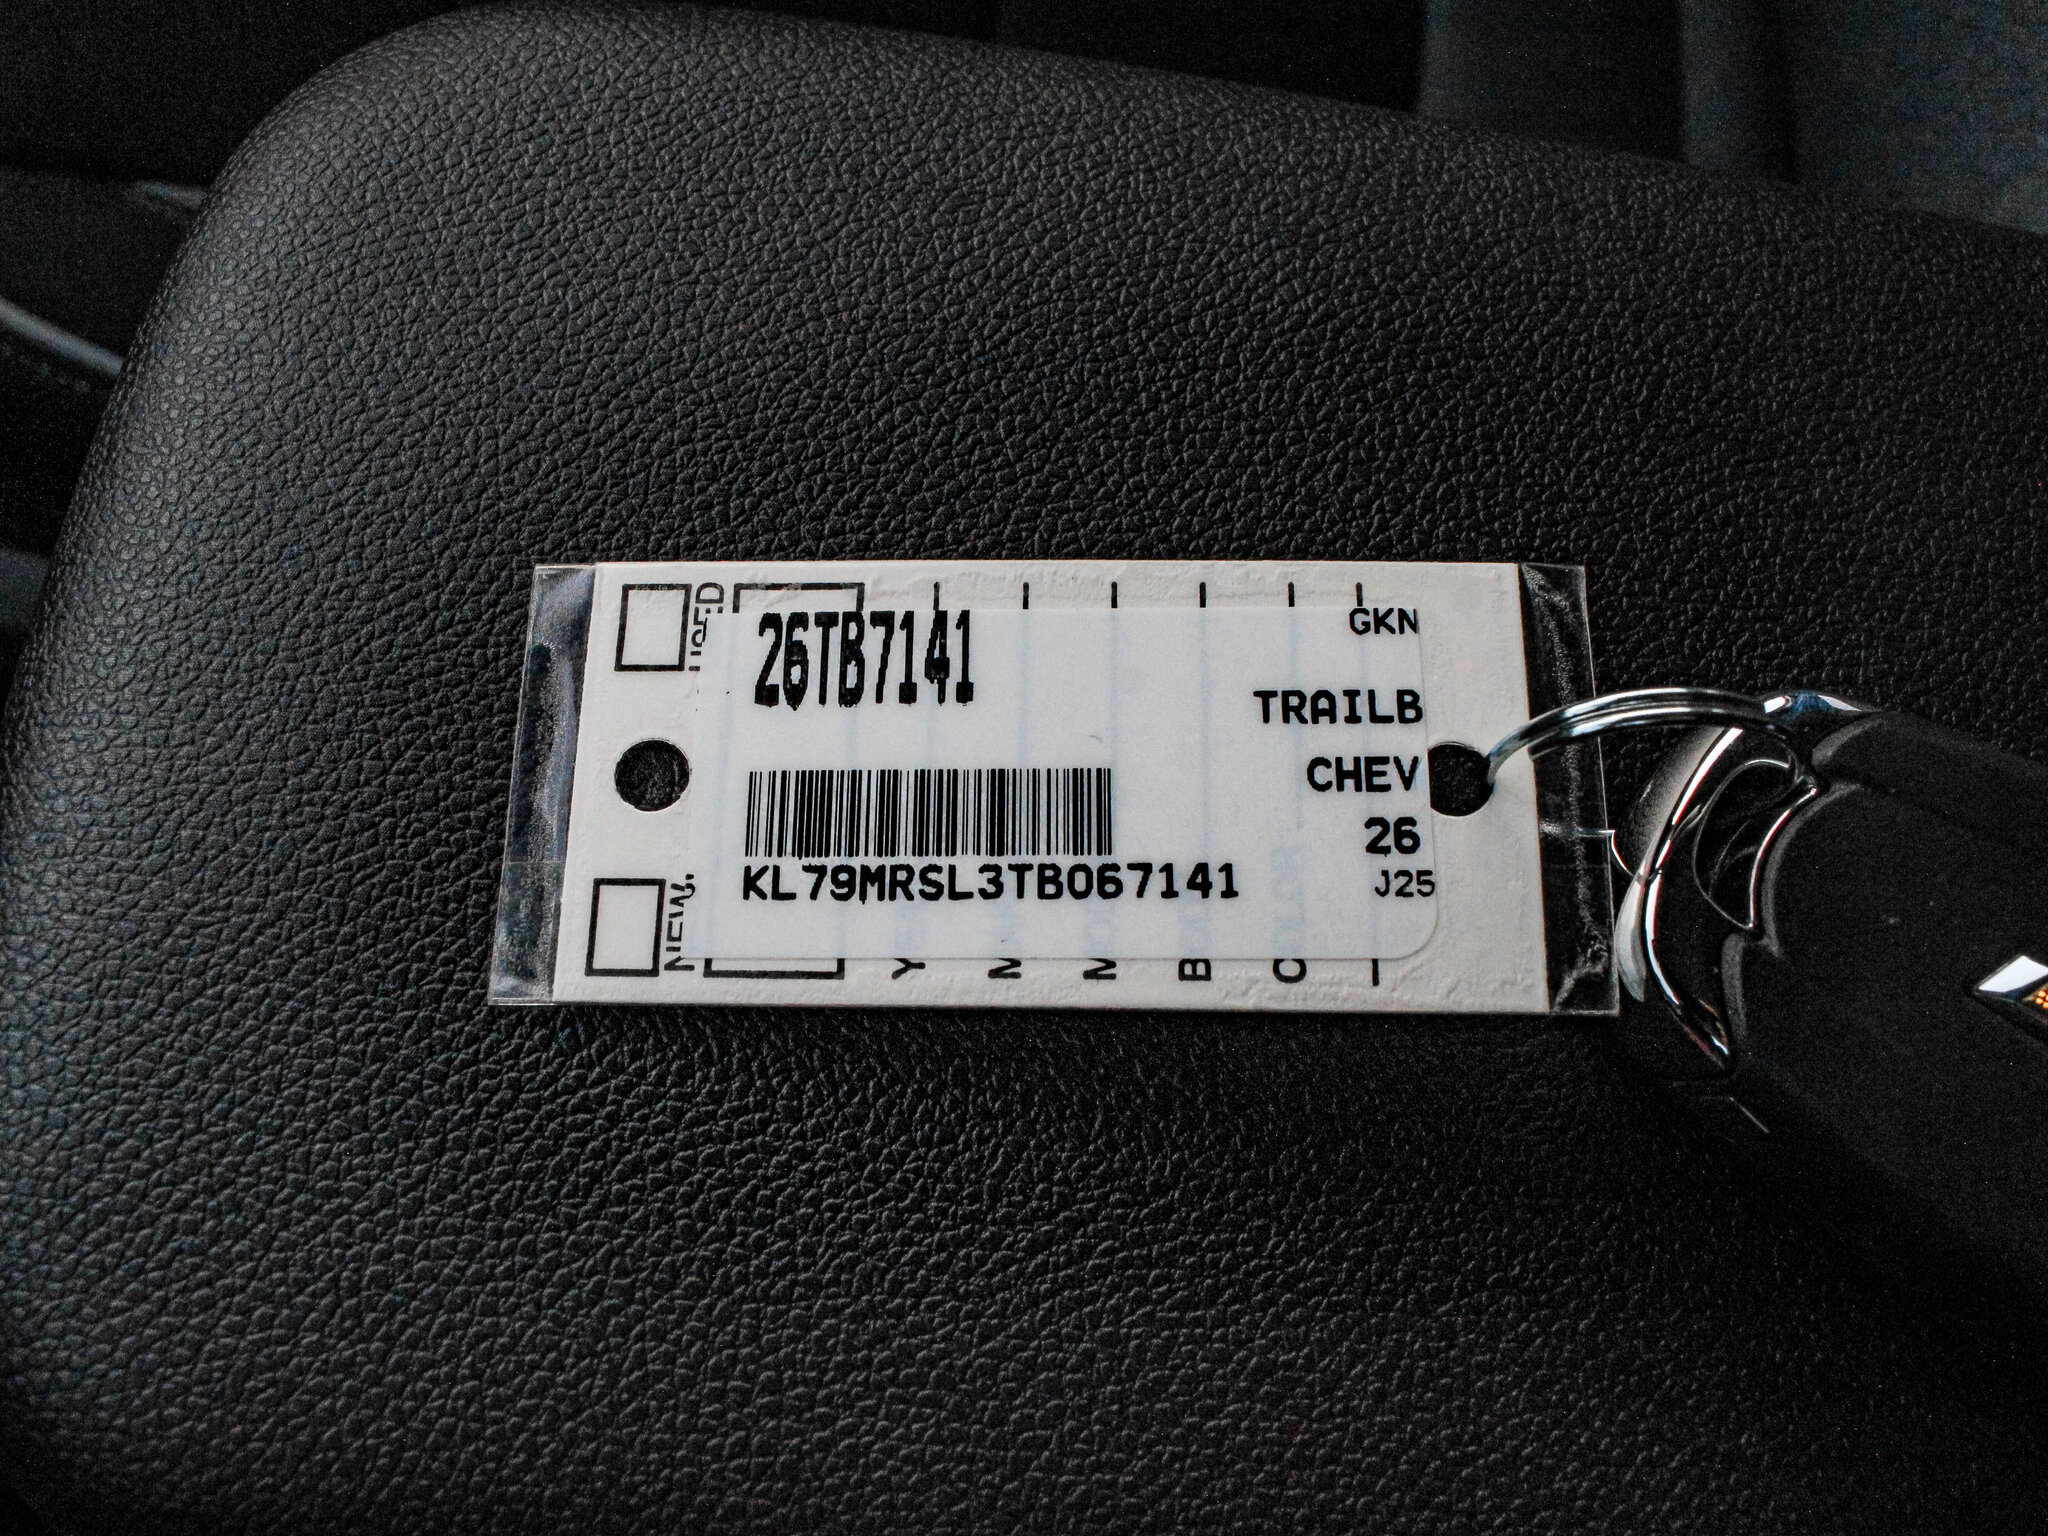 USED
26TB7141
GKN
TRAILB
CHEV
26
KL79MRSL3TB067141
J25
NEW